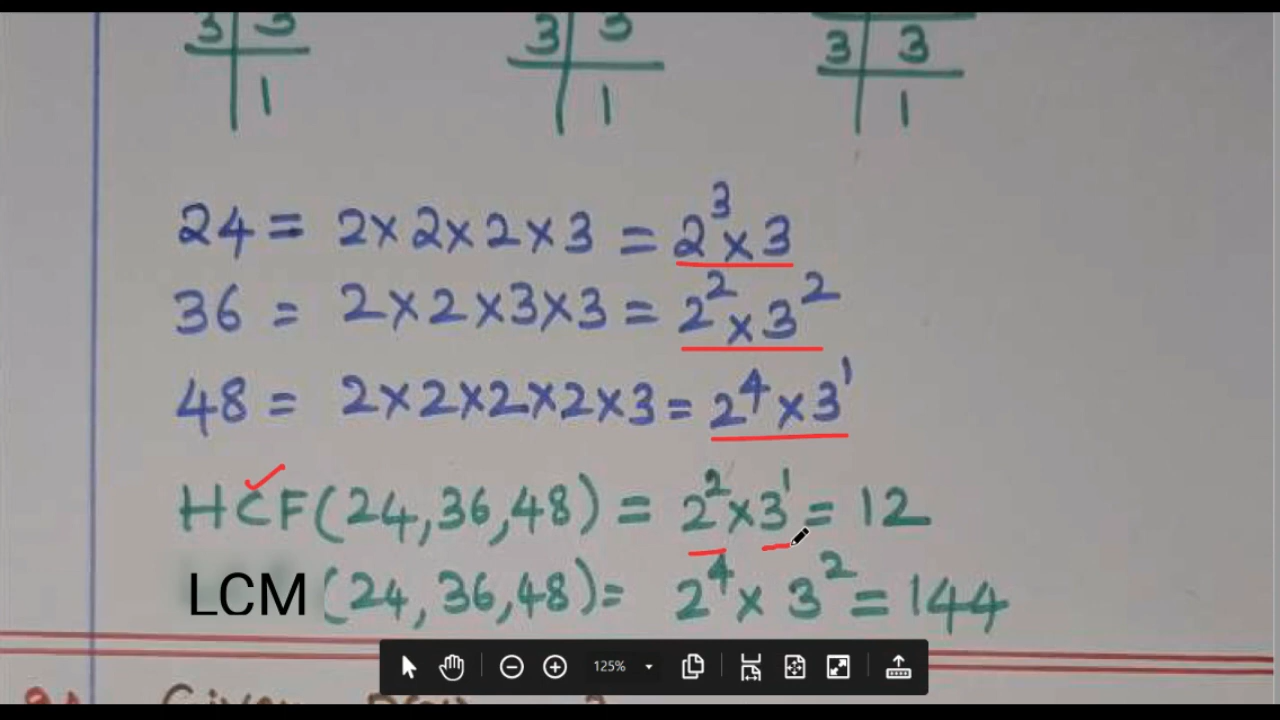 3 3 3 3 3 3
1 1 1
24 = 2×2×2×3 = 2³×3
36 = 2×2×3×3 = 2²×3²
48 = 2×2×2×2×3 = 2⁴×3¹
HCF(24,36,48) = 2²×3¹ = 12
LCM (24,36,48)= 2⁴×3² = 144
125%
Given